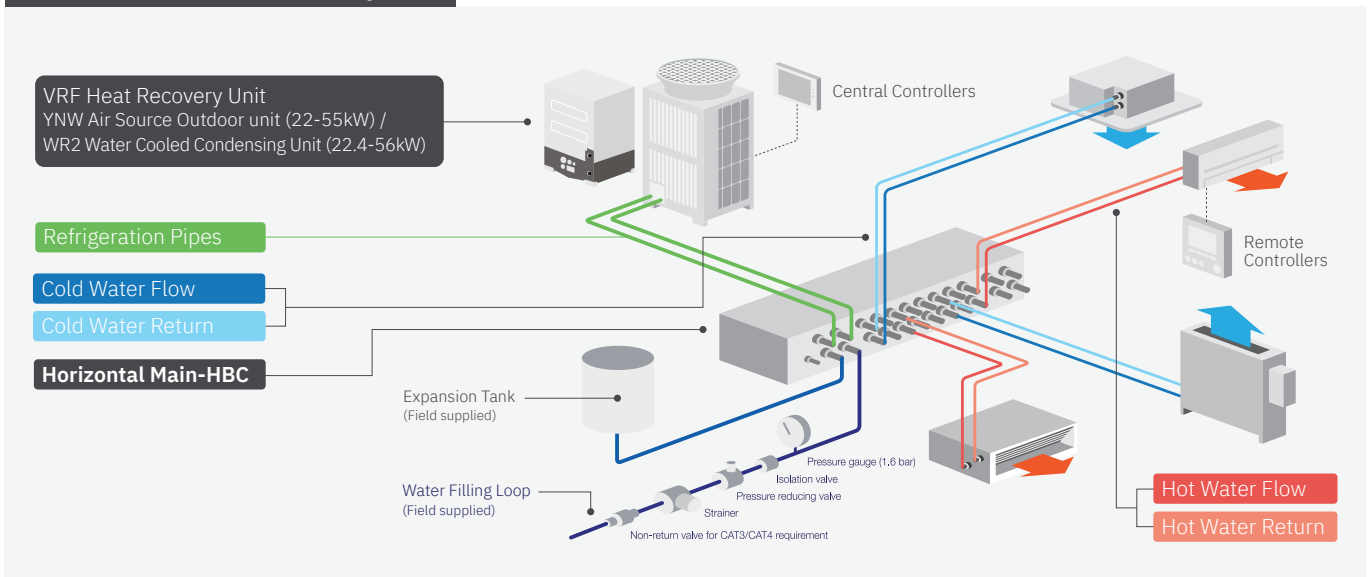 VRF Heat Recovery Unit
YNW Air Source Outdoor unit (22-55kW) /
WR2 Water Cooled Condensing Unit (22.4-56kW)
Central Controllers
Refrigeration Pipes
Remote
Controllers
Cold Water Flow
Cold Water Return
Horizontal Main-HBC
Expansion Tank
(Field supplied)
Pressure gauge (1,6 bar)
Isolation valve
Pressure reducing valve
Water Filling Loop
(Field supplied)
Strainer
Non-return valve for CAT3/CAT4 requirement
Hot Water Flow
Hot Water Return